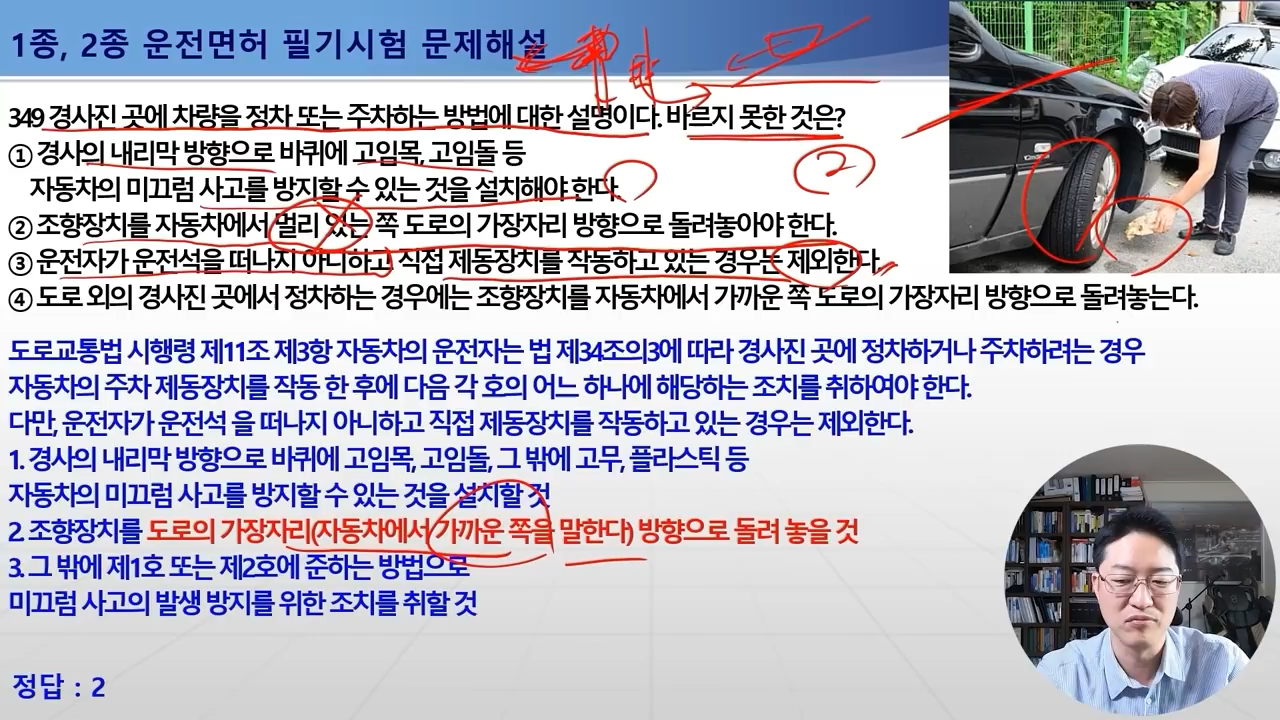 1종, 2종 운전면허 필기시험 문제해설
349 경사진 곳에 차량을 정차 또는 주차하는 방법에 대한 설명이다. 바르지 못한 것은?
① 경사의 내리막 방향으로 바퀴에 고임목, 고임돌 등
자동차의 미끄럼 사고를 방지할 수 있는 것을 설치해야 한다.
② 조향장치를 자동차에서 멀리 있는 쪽 도로의 가장자리 방향으로 돌려놓아야 한다.
③ 운전자가 운전석을 떠나지 아니하고 직접 제동장치를 작동하고 있는 경우는 제외한다.
④ 도로 외의 경사진 곳에서 정차하는 경우에는 조향장치를 자동차에서 가까운 쪽 도로의 가장자리 방향으로 돌려놓는다.
도로교통법 시행령 제11조 제3항 자동차의 운전자는 법 제34조의3에 따라 경사진 곳에 정차하거나 주차하려는 경우
자동차의 주차 제동장치를 작동 한 후에 다음 각 호의 어느 하나에 해당하는 조치를 취하여야 한다.
다만, 운전자가 운전석 을 떠나지 아니하고 직접 제동장치를 작동하고 있는 경우는 제외한다.
1. 경사의 내리막 방향으로 바퀴에 고임목, 고임돌, 그 밖에 고무, 플라스틱 등
자동차의 미끄럼 사고를 방지할 수 있는 것을 설치할 것
2. 조향장치를 도로의 가장자리(자동차에서 가까운 쪽을 말한다) 방향으로 돌려 놓을 것
3. 그 밖에 제1호 또는 제2호에 준하는 방법으로
미끄럼 사고의 발생 방지를 위한 조치를 취할 것
정답 : 2